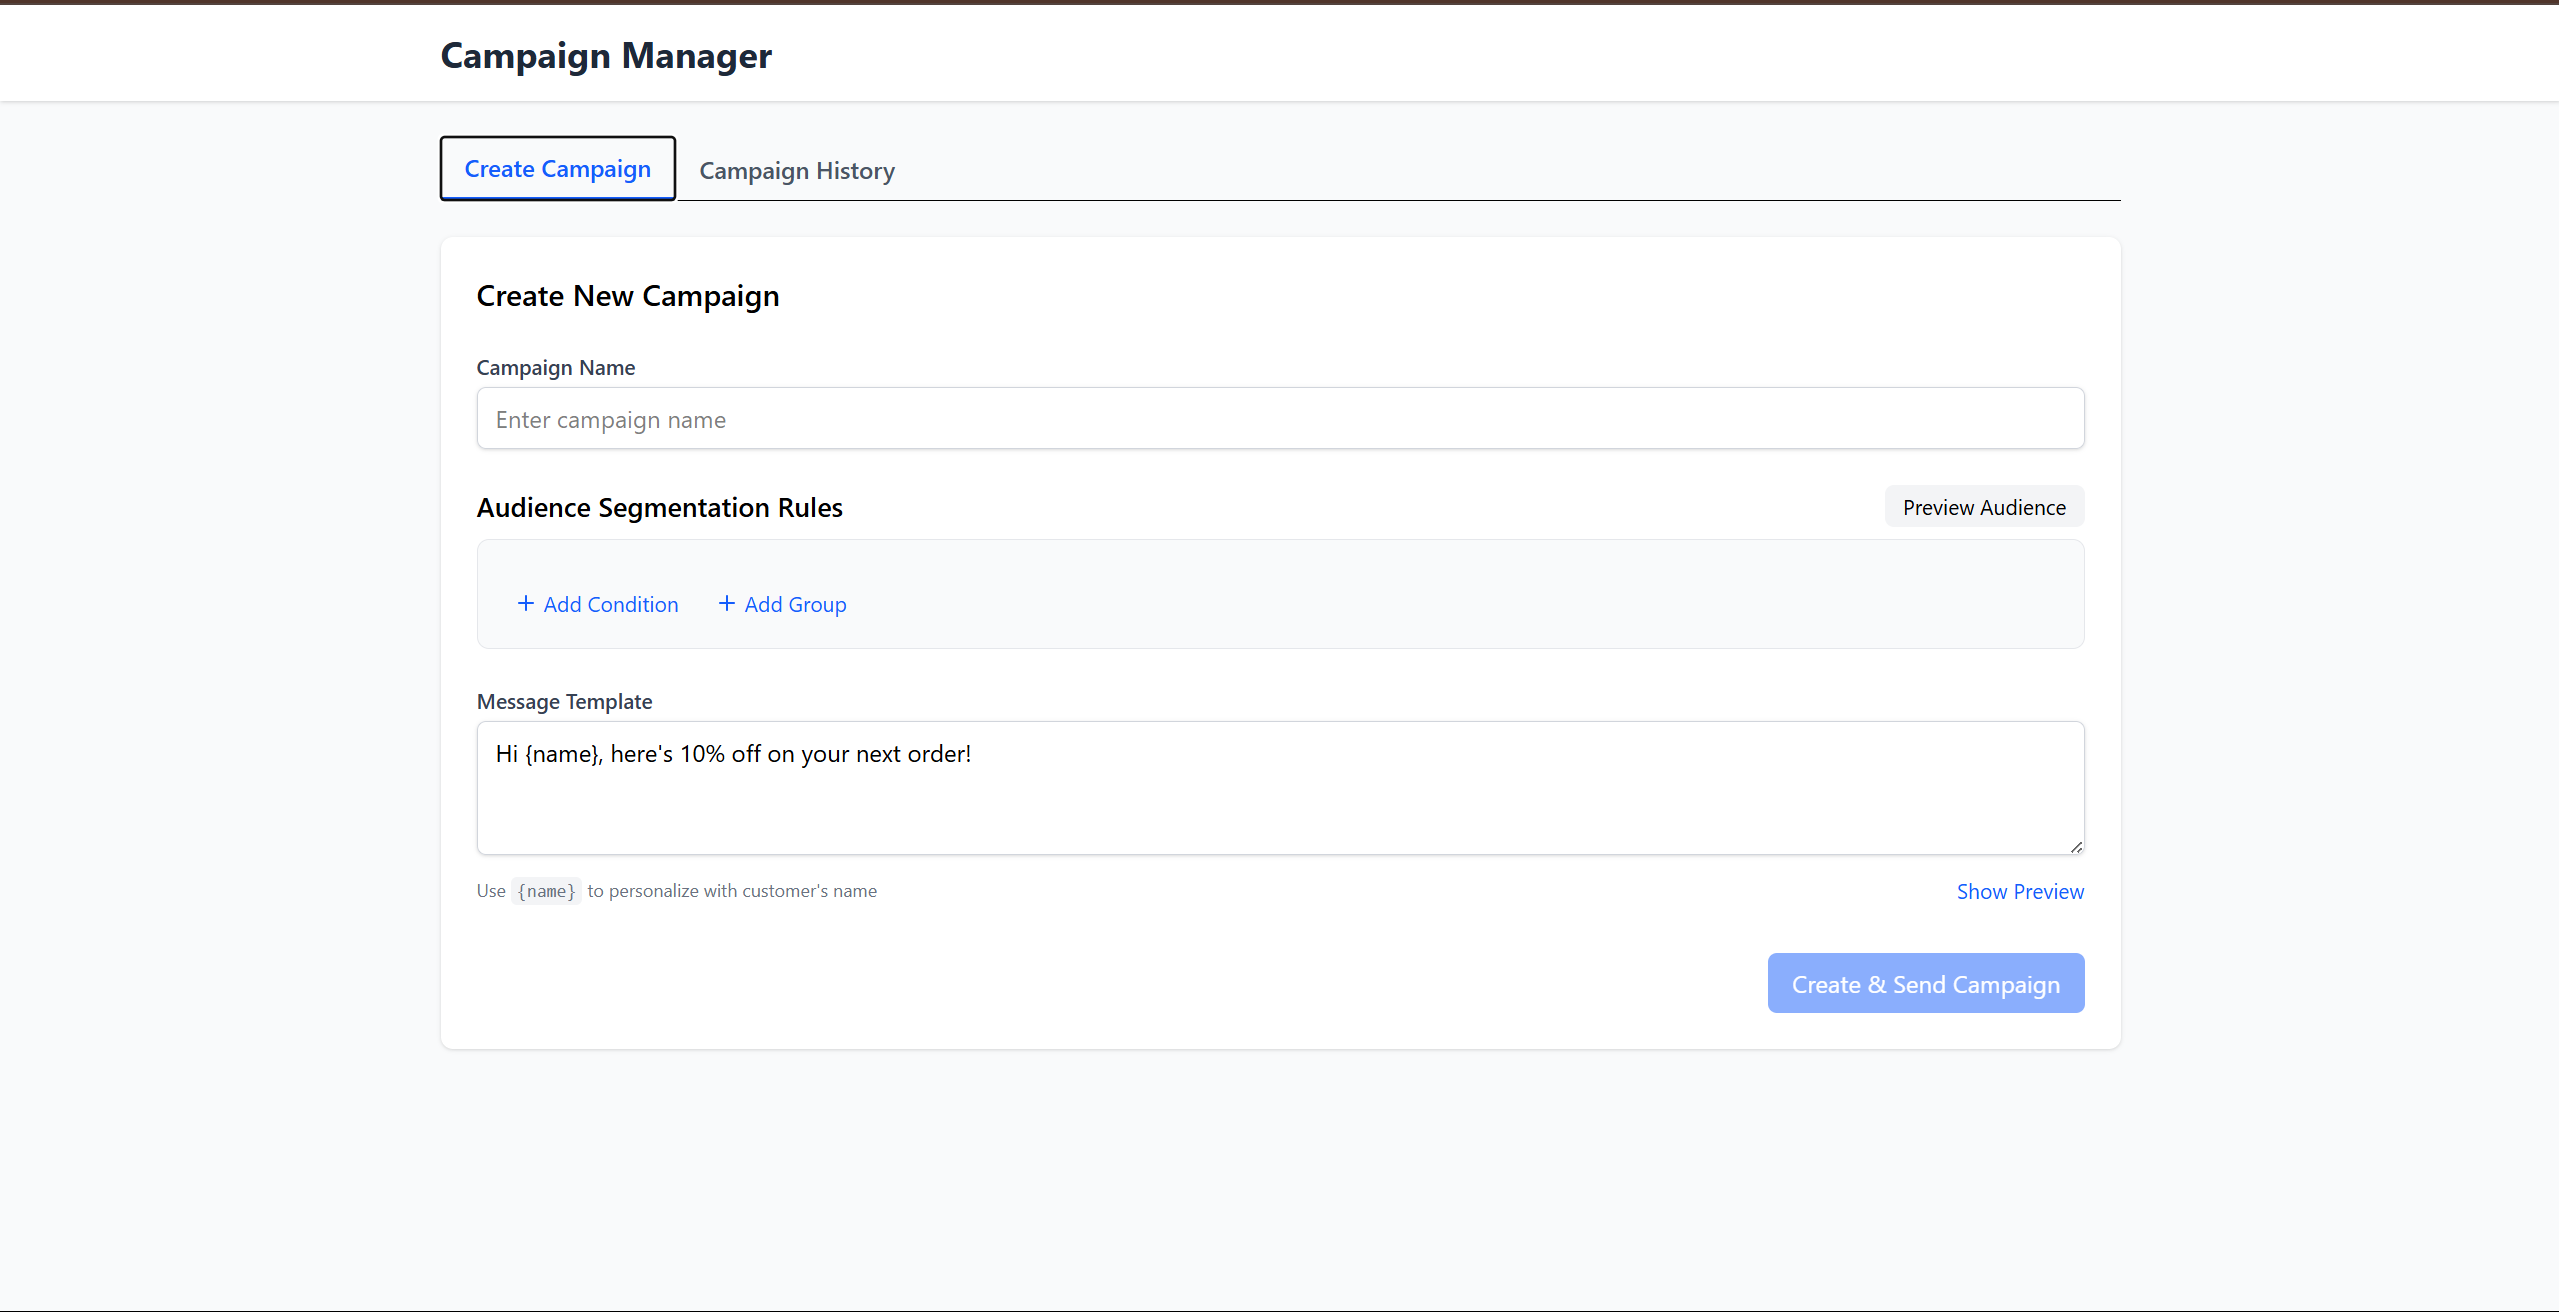 Campaign Manager
Create Campaign
Campaign History
Create New Campaign
Campaign Name
Enter campaign name
Audience Segmentation Rules
Preview Audience
+ Add Condition
+ Add Group
Message Template
Hi {name}, here's 10% off on your next order!
Use {name} to personalize with customer's name
Show Preview
Create & Send Campaign